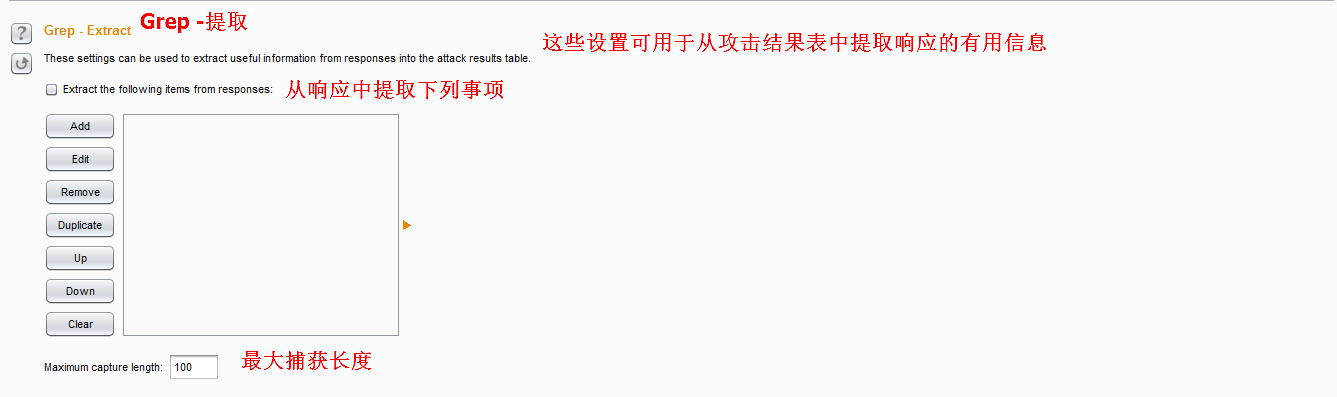 Grep - Extract Grep -提取
These settings can be used to extract useful information from responses into the attack results table. 这些设置可用于从攻击结果表中提取响应的有用信息
Extract the following items from responses: 从响应中提取下列事项
Add
Edit
Remove
Duplicate
Up
Down
Clear
Maximum capture length: 100 最大捕获长度